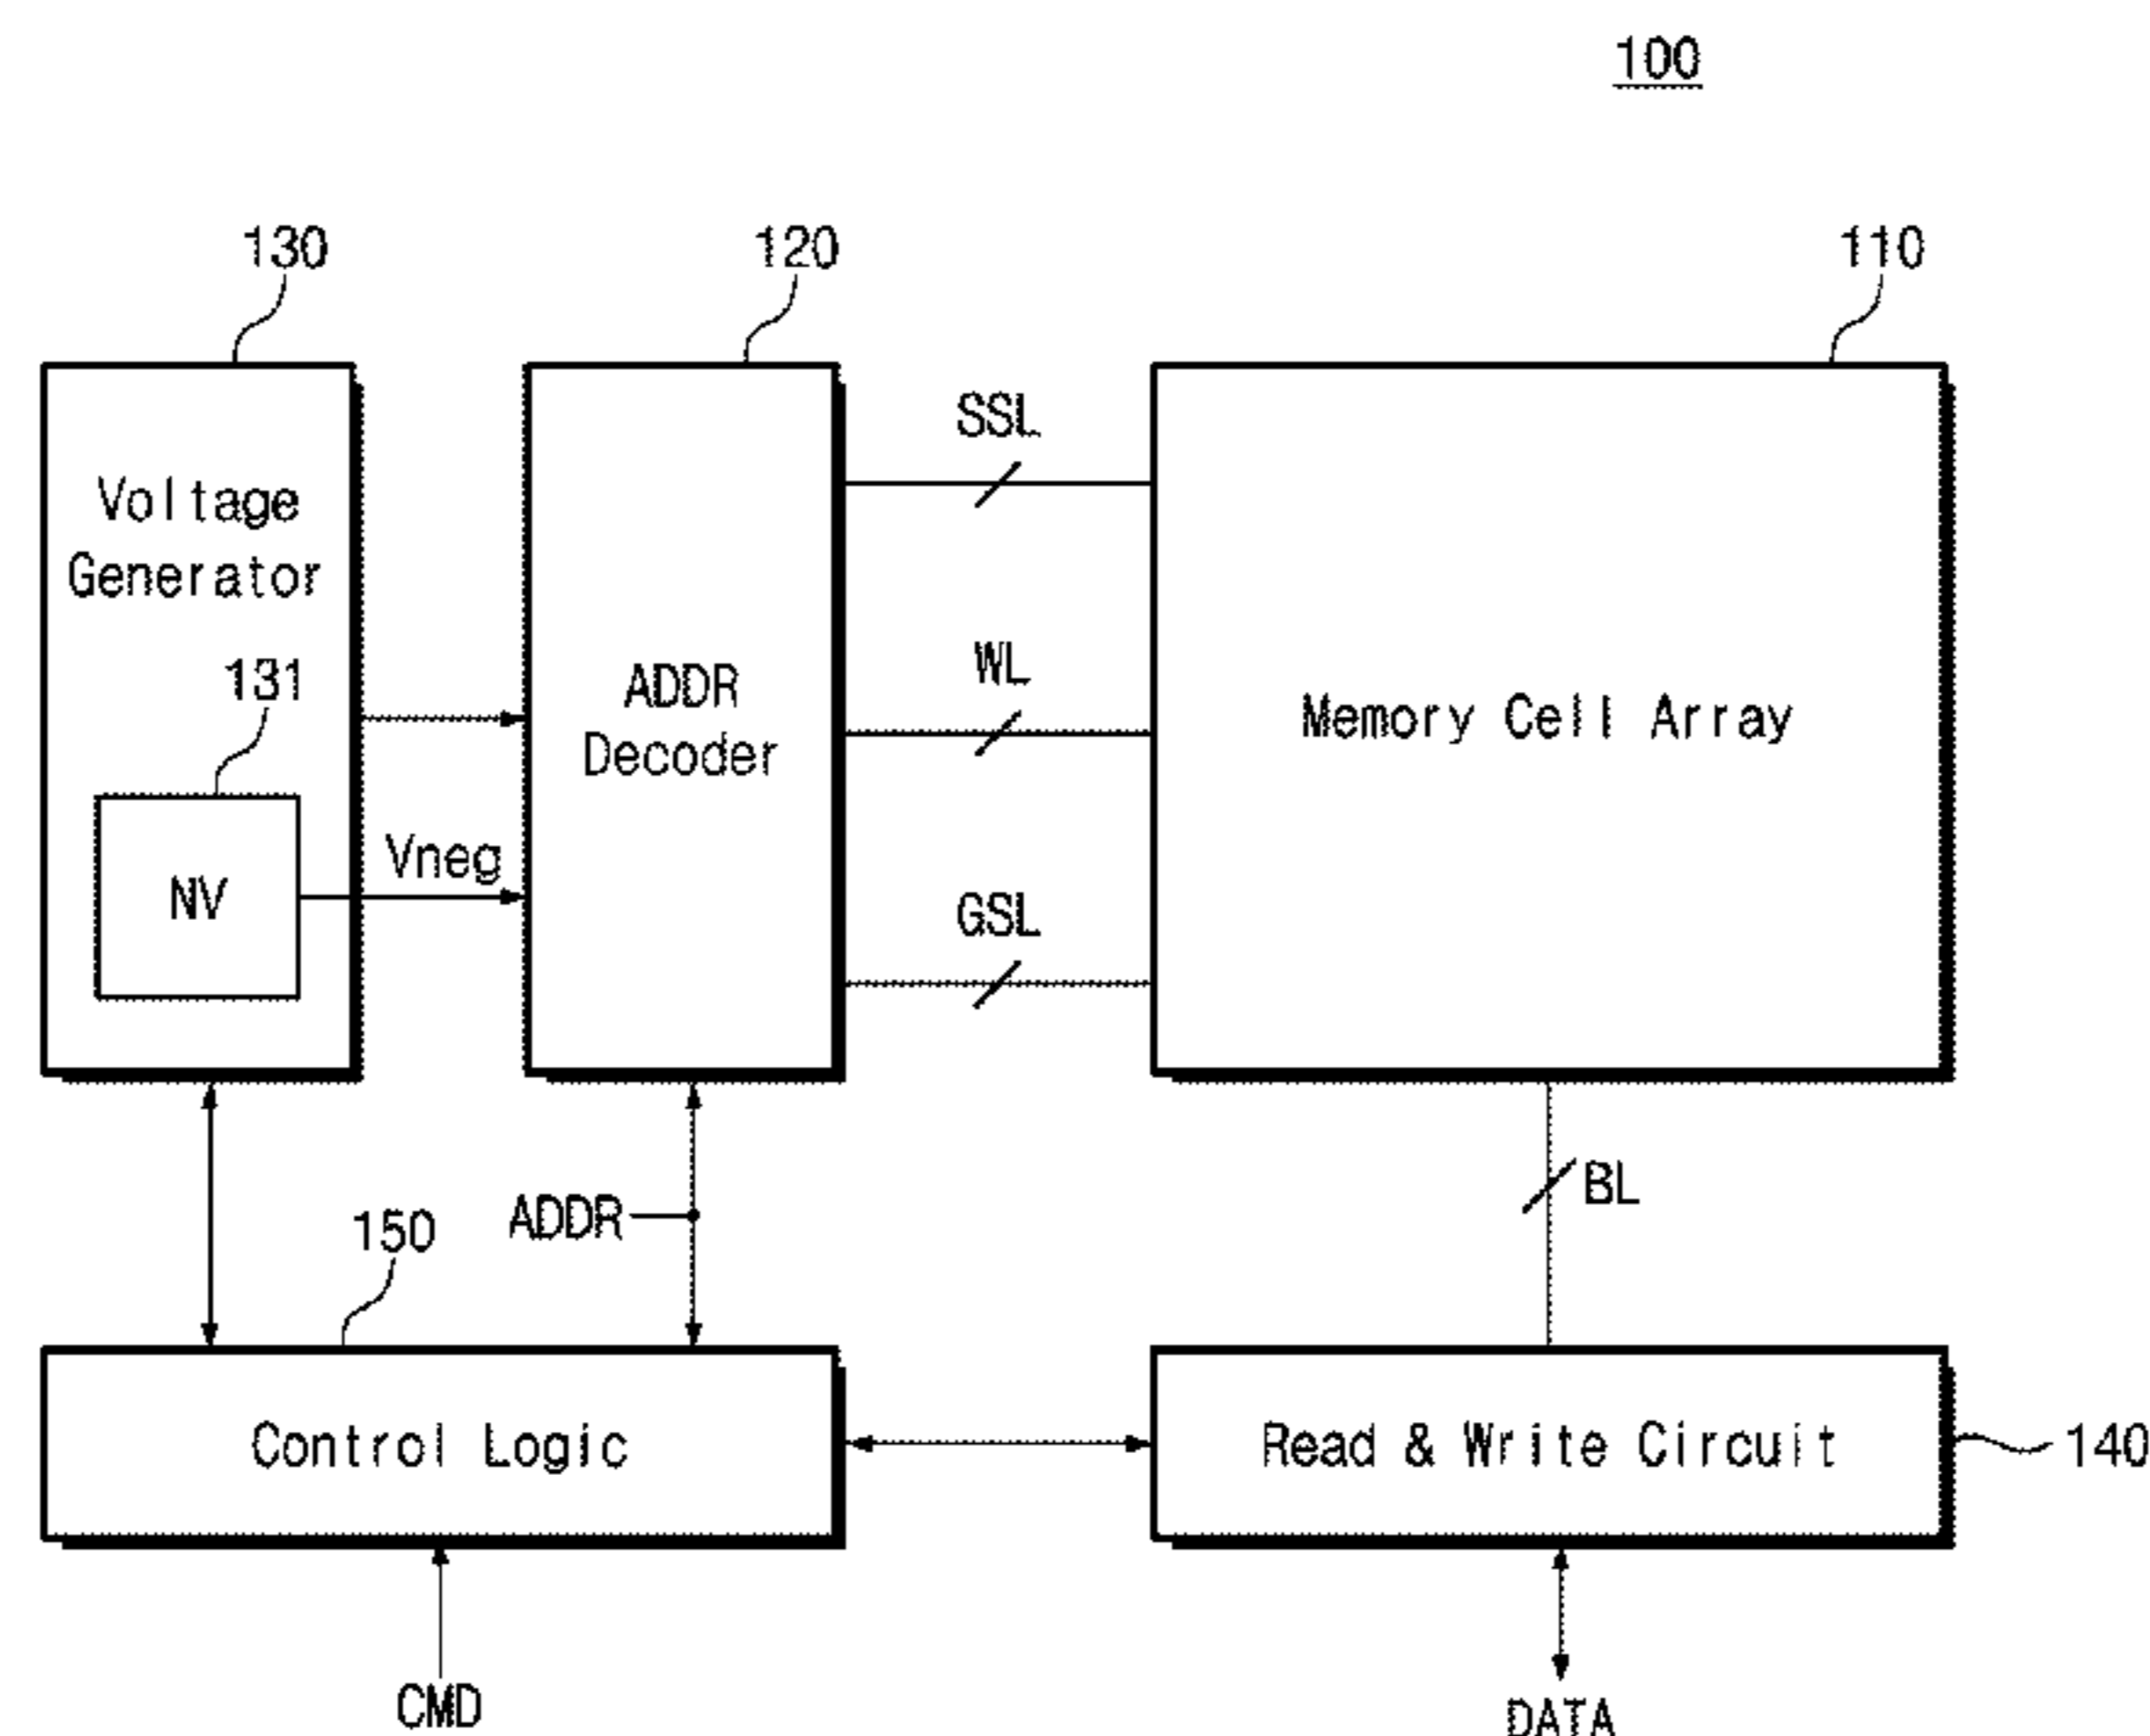 100
130
120
110
Voltage
Generator
131
NV
Vneg
ADDR
Decoder
SSL
WL
GSL
Memory Cell Array
ADDR
BL
150
Control Logic
Read & Write Circuit
140
CMD
DATA